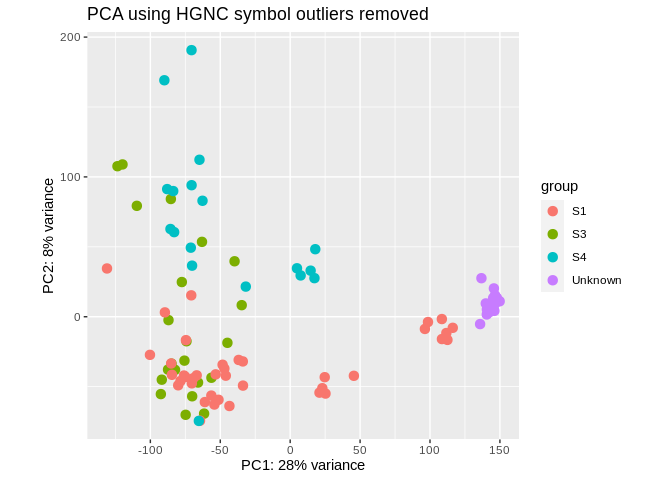 PCA using HGNC symbol outliers removed
200
100
0
PC2: 8% variance
-100
-50
0
50
100
150
PC1: 28% variance
group
S1
S3
S4
Unknown